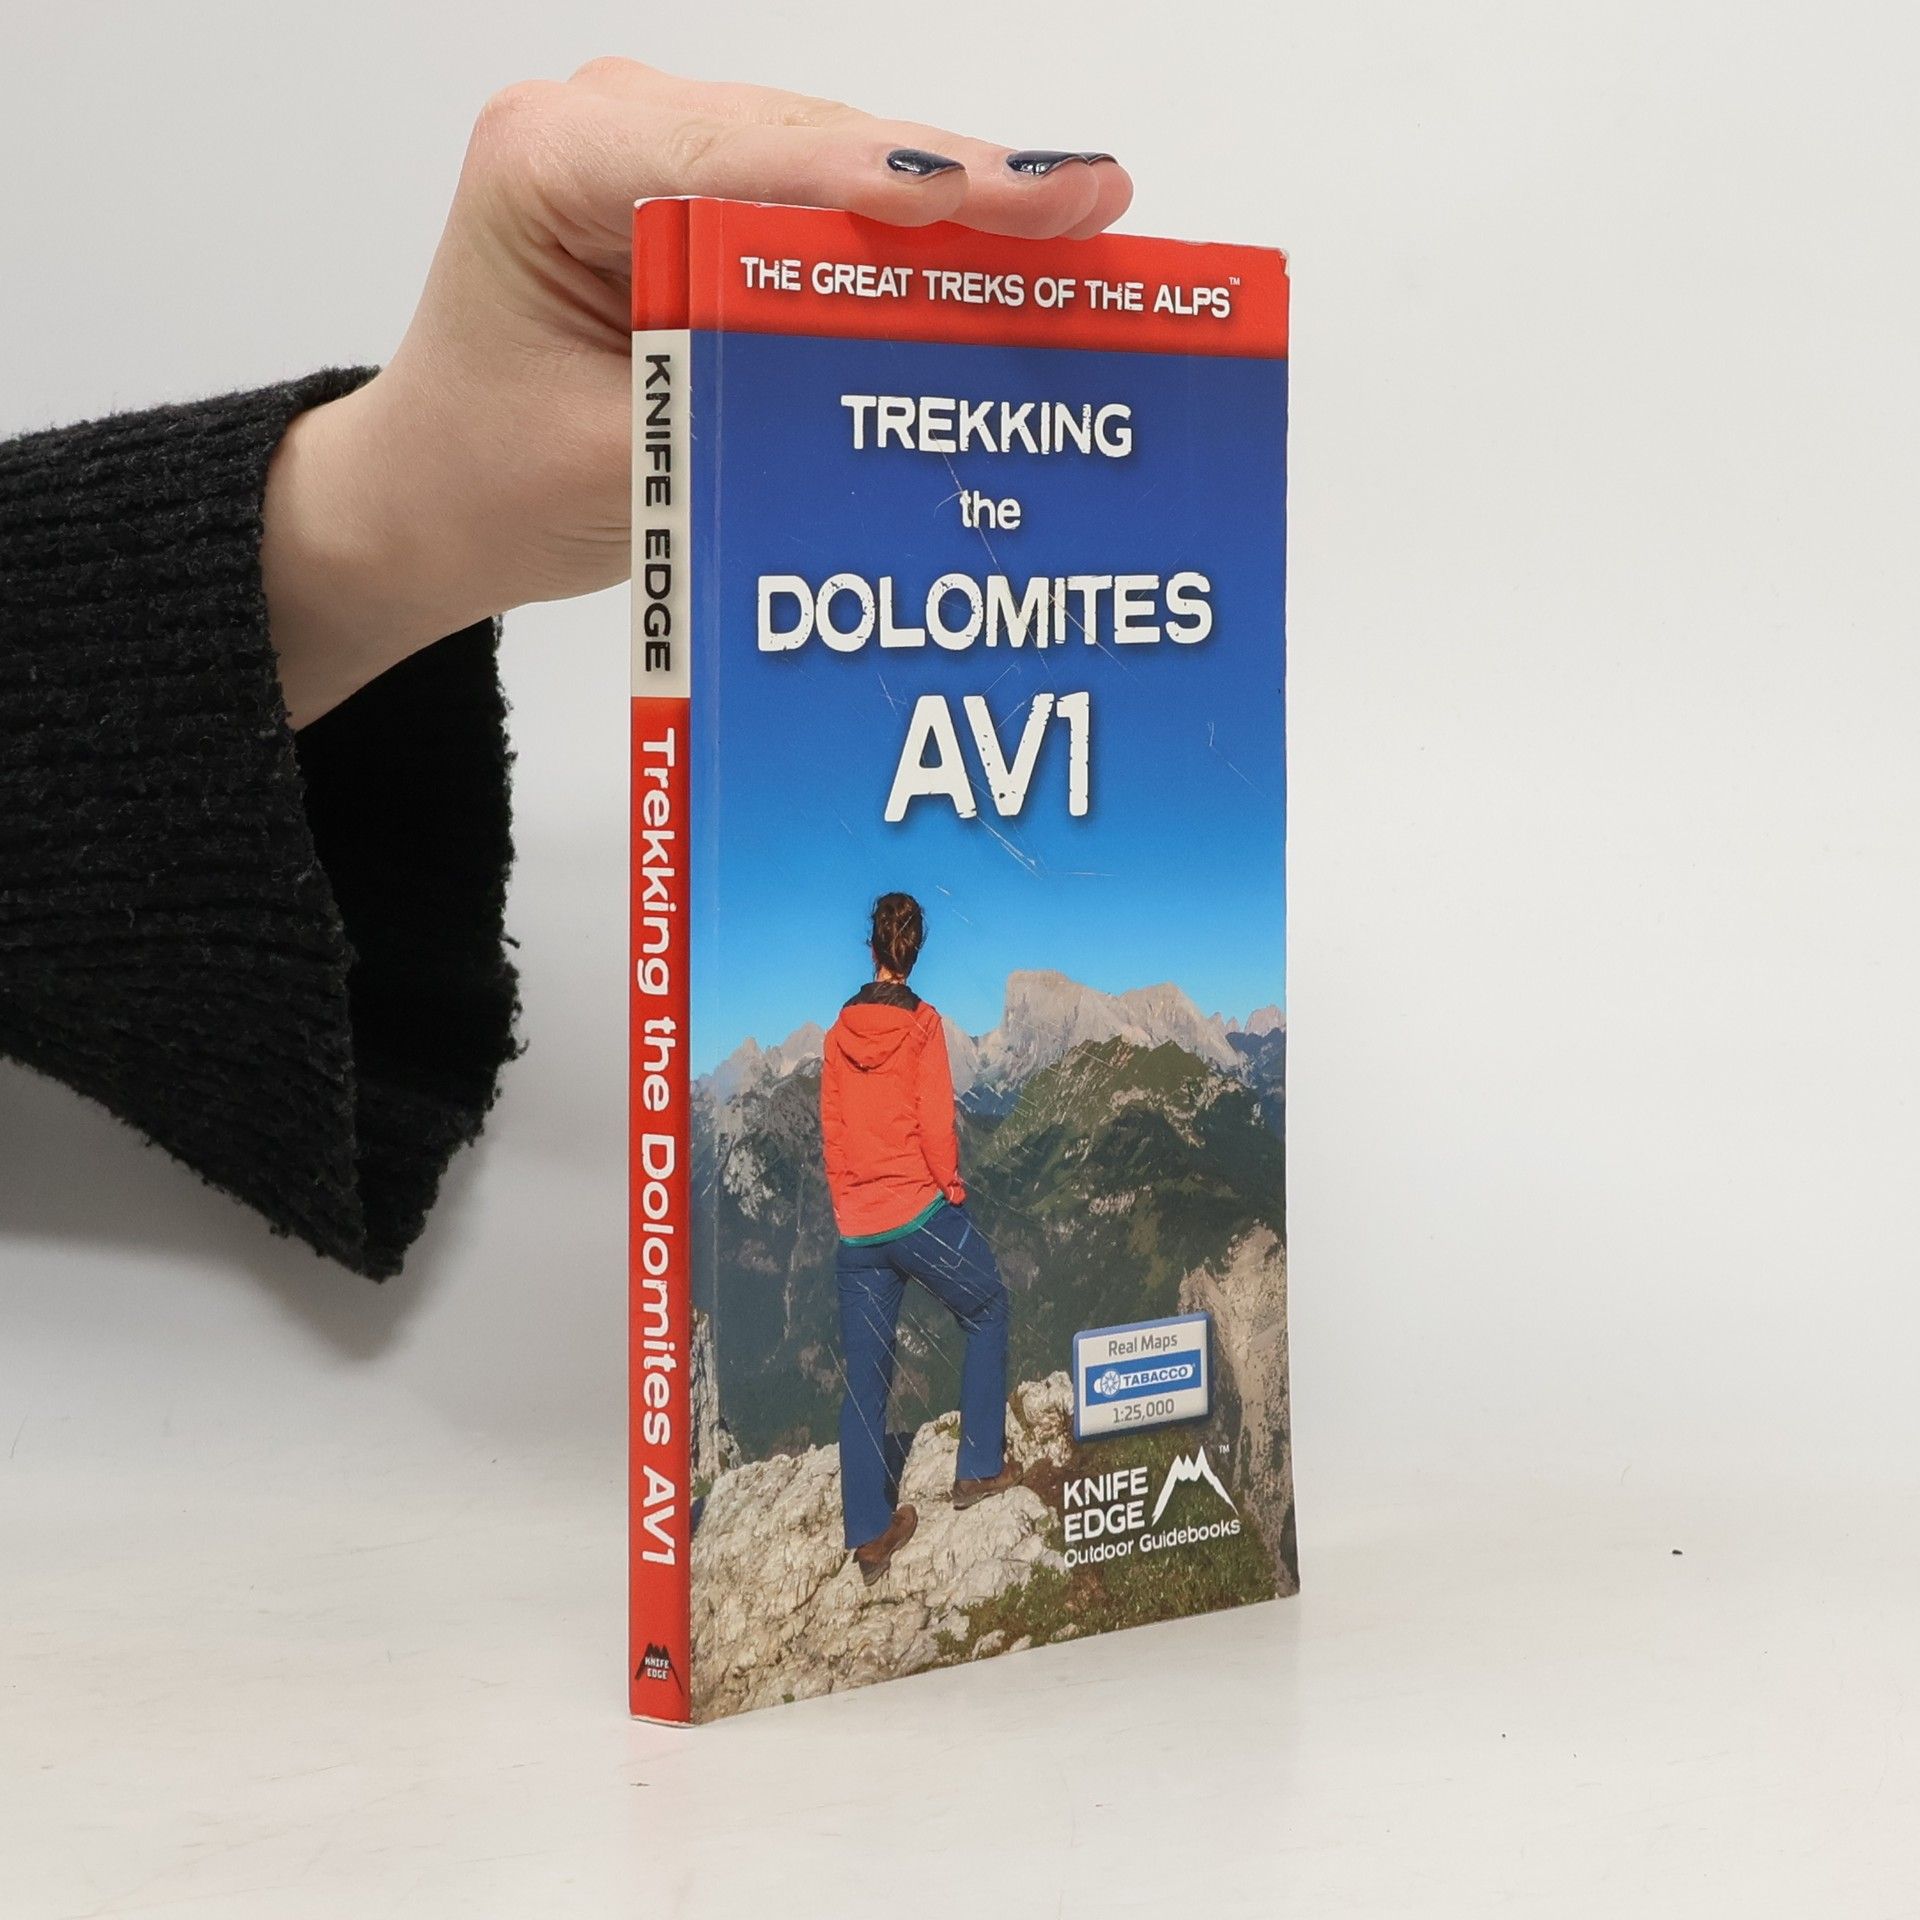 THE GREAT TREKS OF THE ALPS™
TREKKING
the
DOLOMITES
AV1
Real Maps
TABACCO
1:25,000
KNIFE
EDGE
™
Outdoor Guidebooks
KNIFE EDGE
Trekking the Dolomites AV1
KNIFE
EDGE